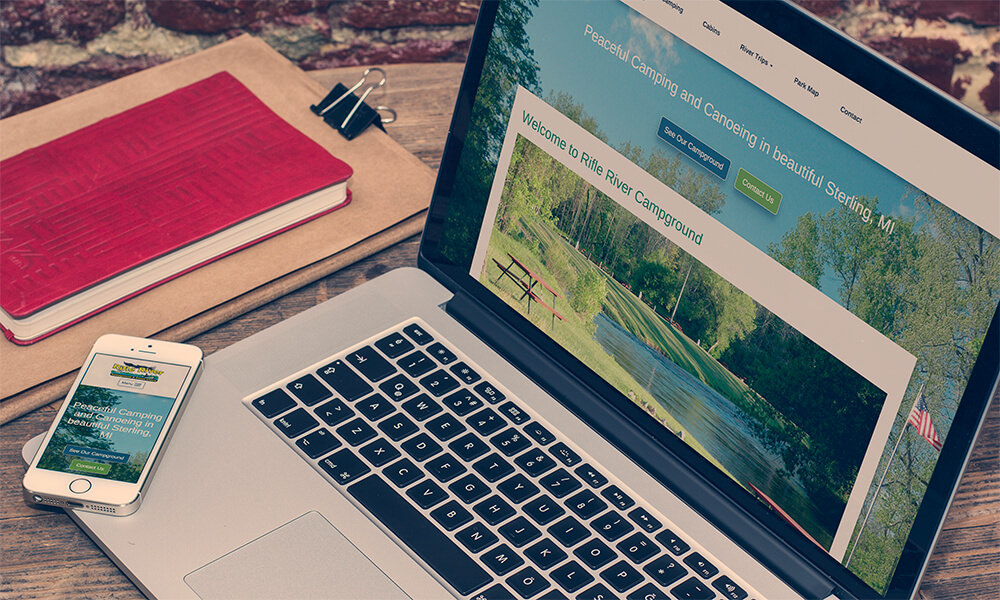 Camping
Cabins
River Trips
Park Map
Contact
Peaceful Camping and Canoeing in beautiful Sterling, MI
See Our Campground
Contact Us
Welcome to Rifle River Campground
Rifle River
Menu
Peaceful Camping
and Canoeing in
beautiful Sterling,
MI
See Our Campground
Contact Us
Q
W
E
R
T
Z
U
I
O
P
A
S
D
F
G
H
J
K
L
Y
X
C
V
B
N
M